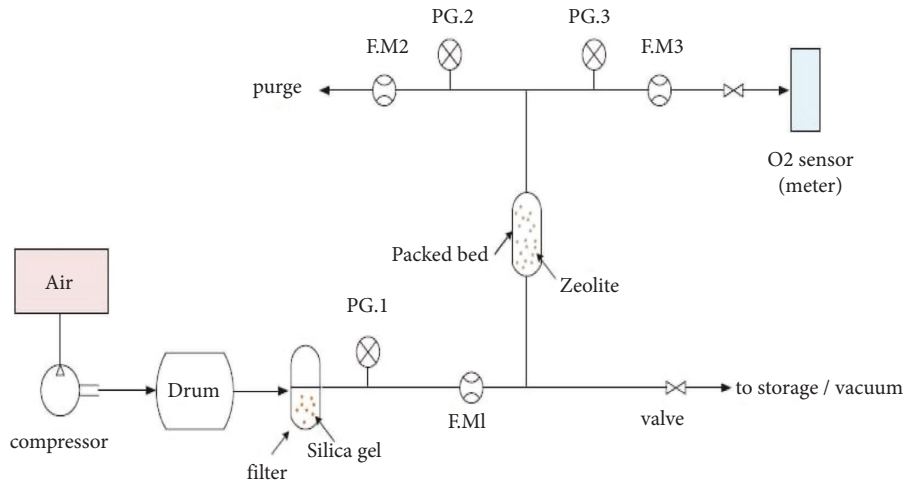 PG.2
PG.3
F.M2
F.M3
purge
O2 sensor
(meter)
Packed bed
Zeolite
Air
PG.1
Drum
to storage / vacuum
F.Ml
valve
compressor
Silica gel
filter